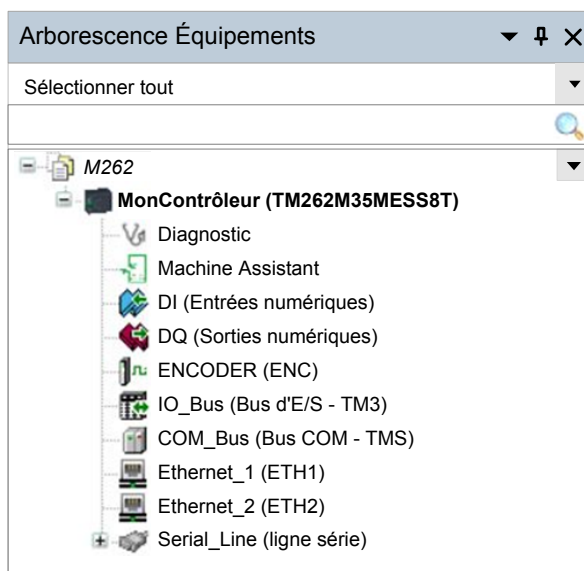 Arborescence Équipements
Sélectionner tout
M262
MonContrôleur (TM262M35MESS8T)
Diagnostic
Machine Assistant
DI (Entrées numériques)
DQ (Sorties numériques)
ENCODER (ENC)
IO_Bus (Bus d'E/S - TM3)
COM_Bus (Bus COM - TMS)
Ethernet_1 (ETH1)
Ethernet_2 (ETH2)
Serial_Line (ligne série)